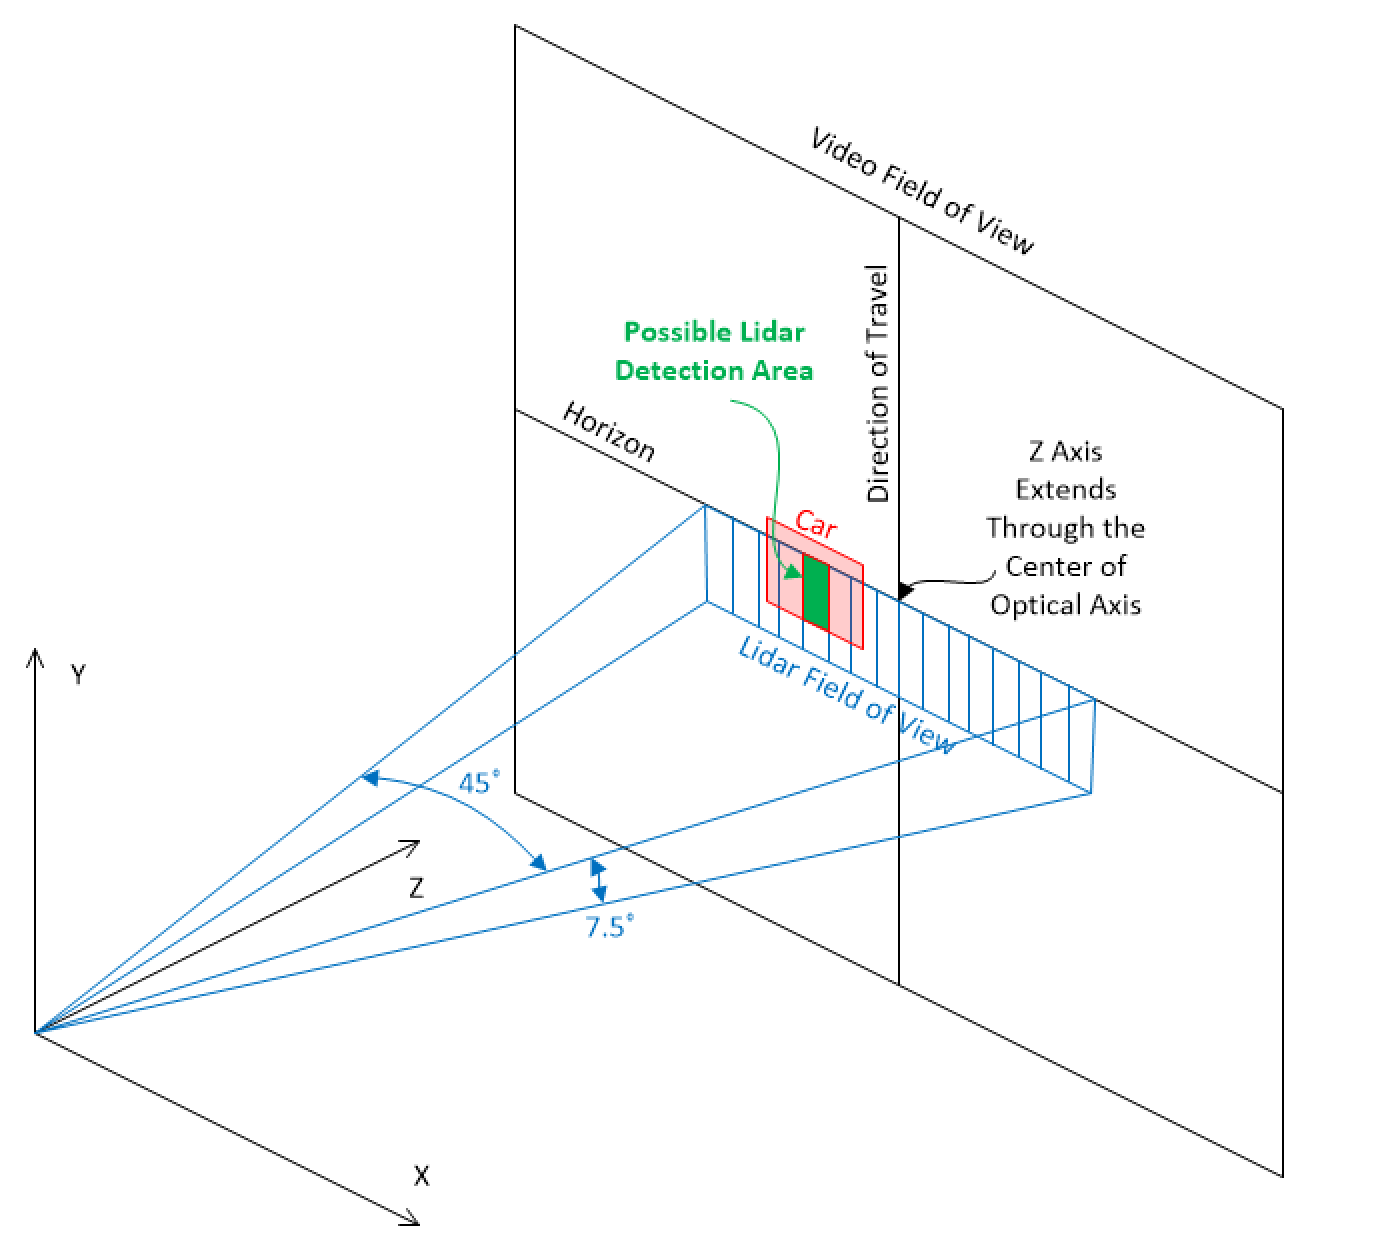 Video Field of View
Direction of Travel
Possible Lidar
Detection Area
Horizon
Z Axis
Extends
Through the
Center of
Optical Axis
Car
Lidar Field of View
Y
45°
Z
7.5°
X